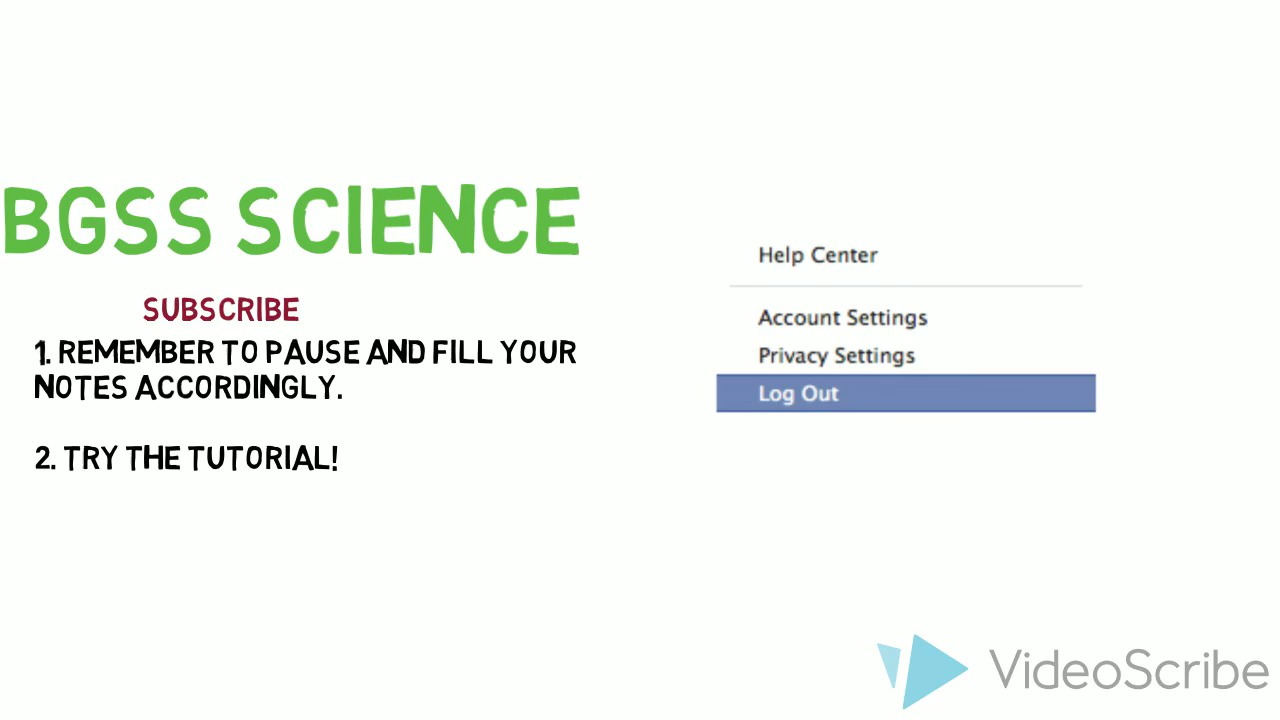 BGSS SCIENCE
SUBSCRIBE
1. REMEMBER TO PAUSE AND FILL YOUR
NOTES ACCORDINGLY.
2. TRY THE TUTORIAL!
Help Center
Account Settings
Privacy Settings
Log Out
VideoScribe